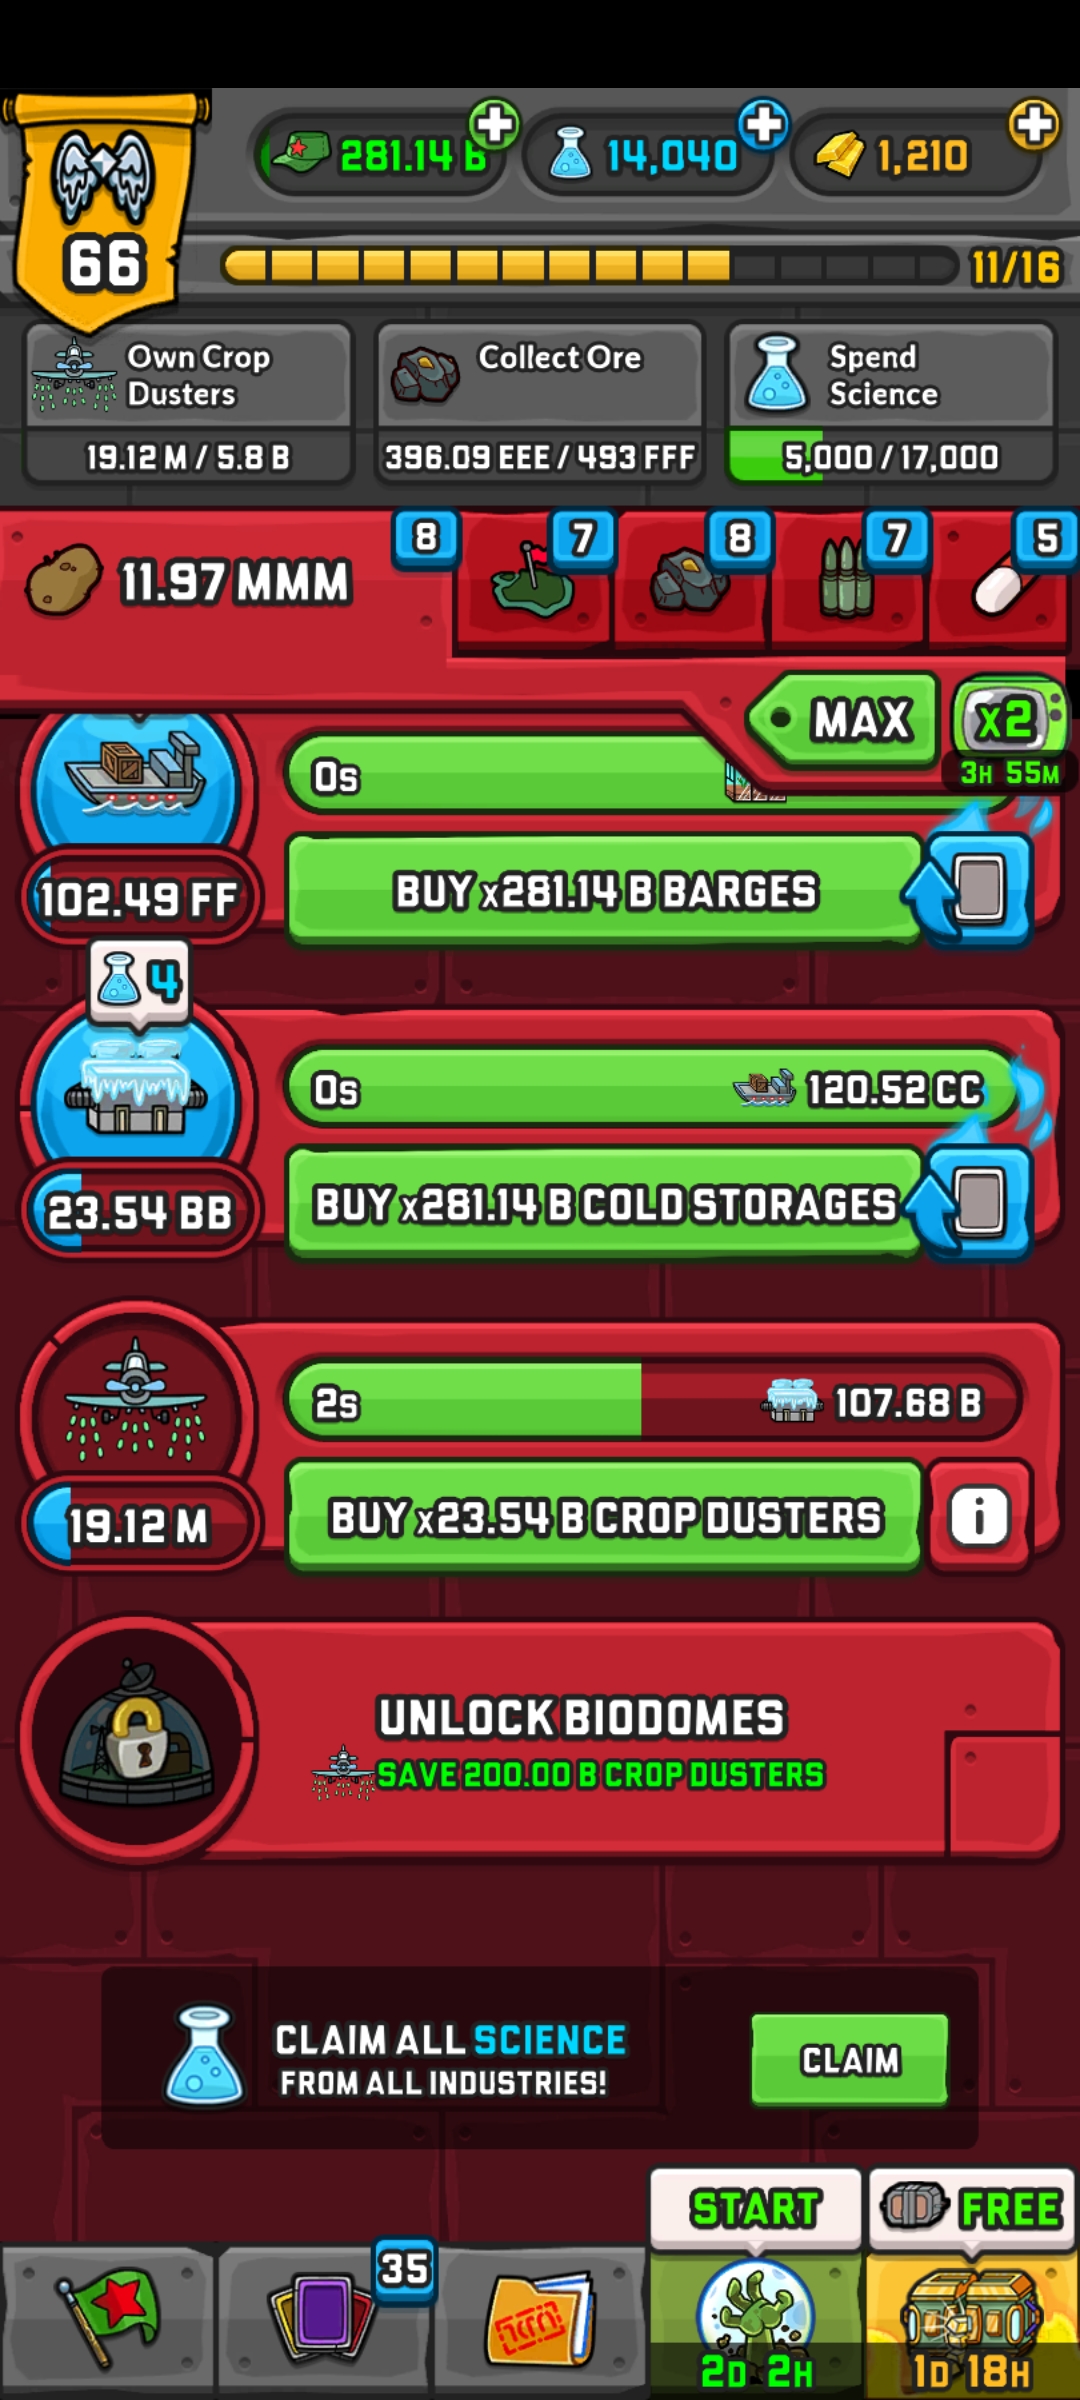 281.14 B
14,040
1,210
66
11/16
Own Crop
Dusters
19.12 M / 5.8 B
Collect Ore
396.09 EEE / 493 FFF
Spend
Science
5,000 / 17,000
11.97 MMM
8
7
8
7
5
MAX
x2
3H 55M
0s
102.49 FF
BUY x281.14 B BARGES
4
0s
120.52 CC
23.54 BB
BUY x281.14 B COLD STORAGES
2s
107.68 B
19.12 M
BUY x23.54 B CROP DUSTERS
i
UNLOCK BIODOMES
SAVE 200.00 B CROP DUSTERS
CLAIM ALL SCIENCE
FROM ALL INDUSTRIES!
CLAIM
START
FREE
35
2D 2H
1D 18H